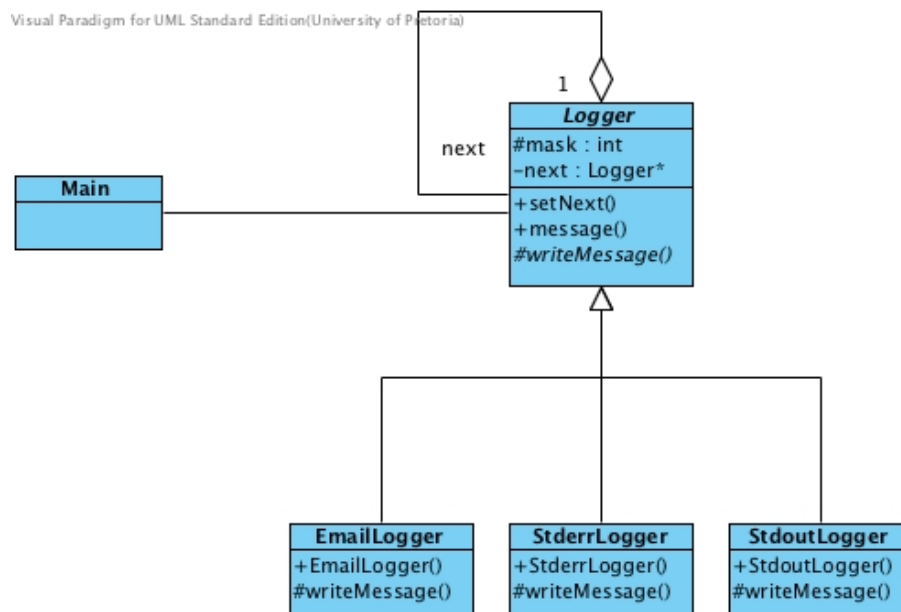 Visual Paradigm for UML Standard Edition(University of Pretoria)
1
Logger
#mask : int
-next : Logger*
next
+setNext()
+message()
#writeMessage()
Main
EmailLogger
+EmailLogger()
#writeMessage()
StderrLogger
+StderrLogger()
#writeMessage()
StdoutLogger
+StdoutLogger()
#writeMessage()